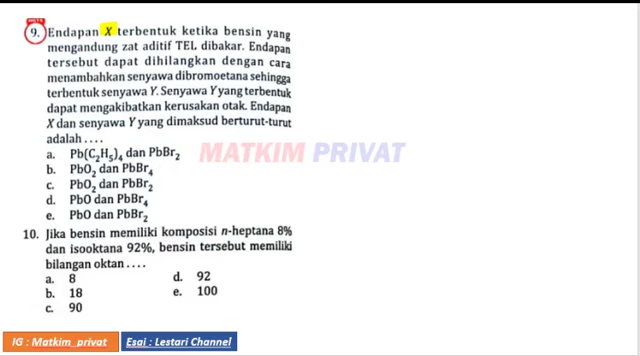 HOTS
9. Endapan X terbentuk ketika bensin yang
mengandung zat aditif TEL dibakar. Endapan
tersebut dapat dihilangkan dengan cara
menambahkan senyawa dibromoetana sehingga
terbentuk senyawa Y. Senyawa Y yang terbentuk
dapat mengakibatkan kerusakan otak. Endapan
X dan senyawa Y yang dimaksud berturut-turut
adalah . . . .
a. Pb(C₂H₅)₄ dan PbBr₂
MATKIM PRIVAT
b. PbO₂ dan PbBr₄
c. PbO₂ dan PbBr₂
d. PbO dan PbBr₄
e. PbO dan PbBr₂
10. Jika bensin memiliki komposisi n-heptana 8%
dan isooktana 92%, bensin tersebut memiliki
bilangan oktan . . . .
a. 8
b. 18
c. 90
d. 92
e. 100
IG : Matkim_privat
Esai : Lestari Channel